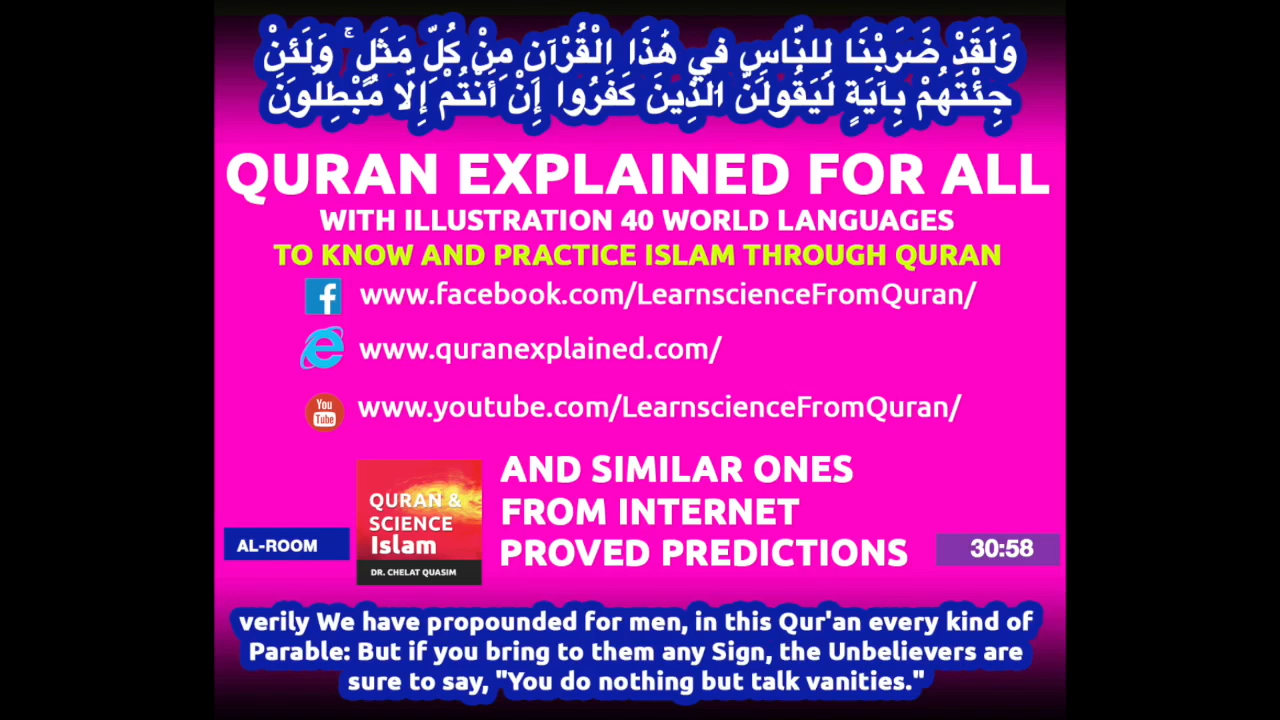 وَلَقَدْ ضَرَبْنَا لِلنَّاسِ فِي هَٰذَا الْقُرْآنِ مِنْ كُلِّ مَثَلٍ ۚ وَلَئِنْ
جِئْتَهُمْ بِآيَةٍ لَيَقُولَنَّ الَّذِينَ كَفَرُوا إِنْ أَنْتُمْ إِلَّا مُبْطِلُونَ
QURAN EXPLAINED FOR ALL
WITH ILLUSTRATION 40 WORLD LANGUAGES
TO KNOW AND PRACTICE ISLAM THROUGH QURAN
f www.facebook.com/LearnscienceFromQuran/
www.quranexplained.com/
You
Tube
www.youtube.com/LearnscienceFromQuran/
QURAN &
SCIENCE
Islam
DR. CHELAT QUASIM
AND SIMILAR ONES
FROM INTERNET
PROVED PREDICTIONS
AL-ROOM
30:58
verily We have propounded for men, in this Qur'an every kind of
Parable: But if you bring to them any Sign, the Unbelievers are
sure to say, "You do nothing but talk vanities."